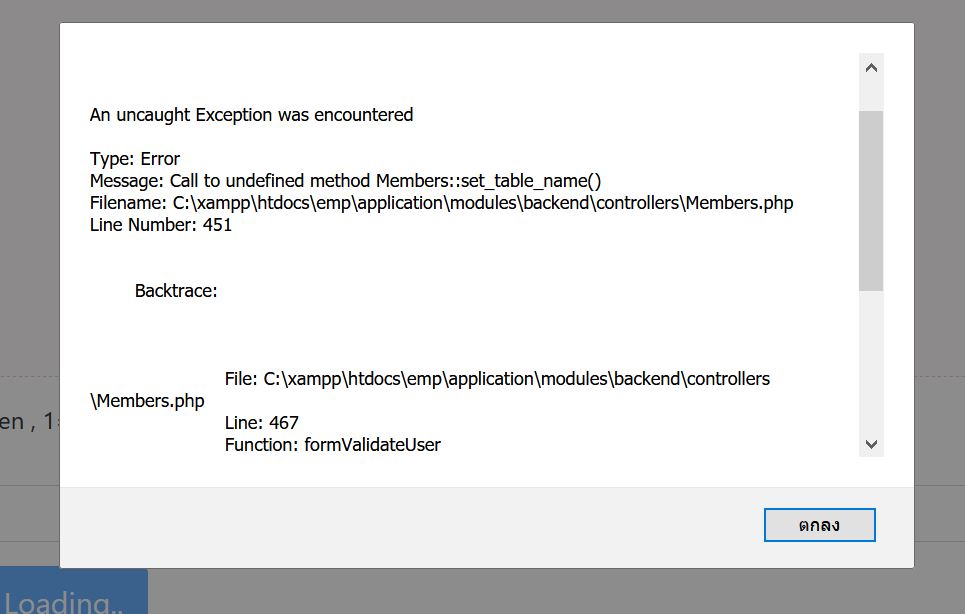 An uncaught Exception was encountered
Type: Error
Message: Call to undefined method Members::set_table_name()
Filename: C:\xampp\htdocs\emp\application\modules\backend\controllers\Members.php
Line Number: 451
Backtrace:
File: C:\xampp\htdocs\emp\application\modules\backend\controllers
\Members.php
en , 1
Line: 467
Function: formValidateUser
ตกลง
Loading..